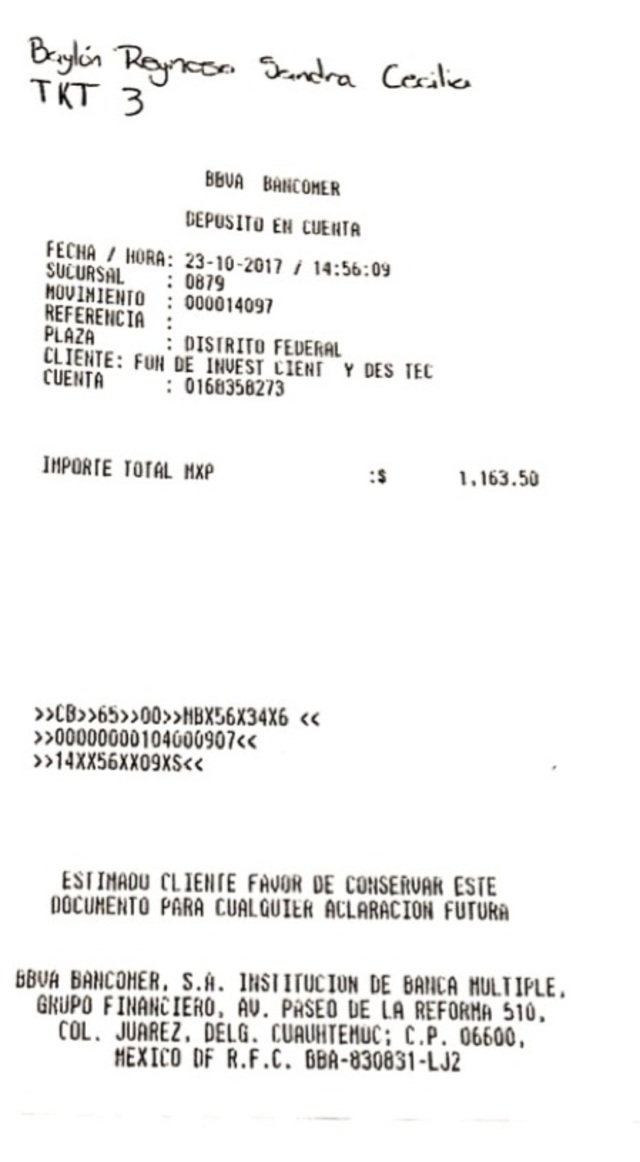 Baylón Reynoso Sandra Cecilia
TKT 3
BBVA BANCOMER
DEPOSITO EN CUENTA
FECHA / HORA: 23-10-2017 / 14:56:09
SUCURSAL : 0879
MOVIMIENTO : 000014097
REFERENCIA :
PLAZA : DISTRITO FEDERAL
CLIENTE: FON DE INVEST CIENT Y DES TEC
CUENTA : 0168358273
IMPORTE TOTAL MXP :$ 1,163.50
>>CB>>65>>00>>MBX56X34X6 <<
>>00000000104000907<<
>>14XX56XX09XS<<
ESTIMADO CLIENTE FAVOR DE CONSERVAR ESTE
DOCUMENTO PARA CUALQUIER ACLARACION FUTURA
BBVA BANCOMER, S.A. INSTITUCION DE BANCA MULTIPLE,
GRUPO FINANCIERO, AV. PASEO DE LA REFORMA 510,
COL. JUAREZ, DELG. CUAUHTEMOC; C.P. 06600,
MEXICO DF R.F.C. BBA-830831-LJ2